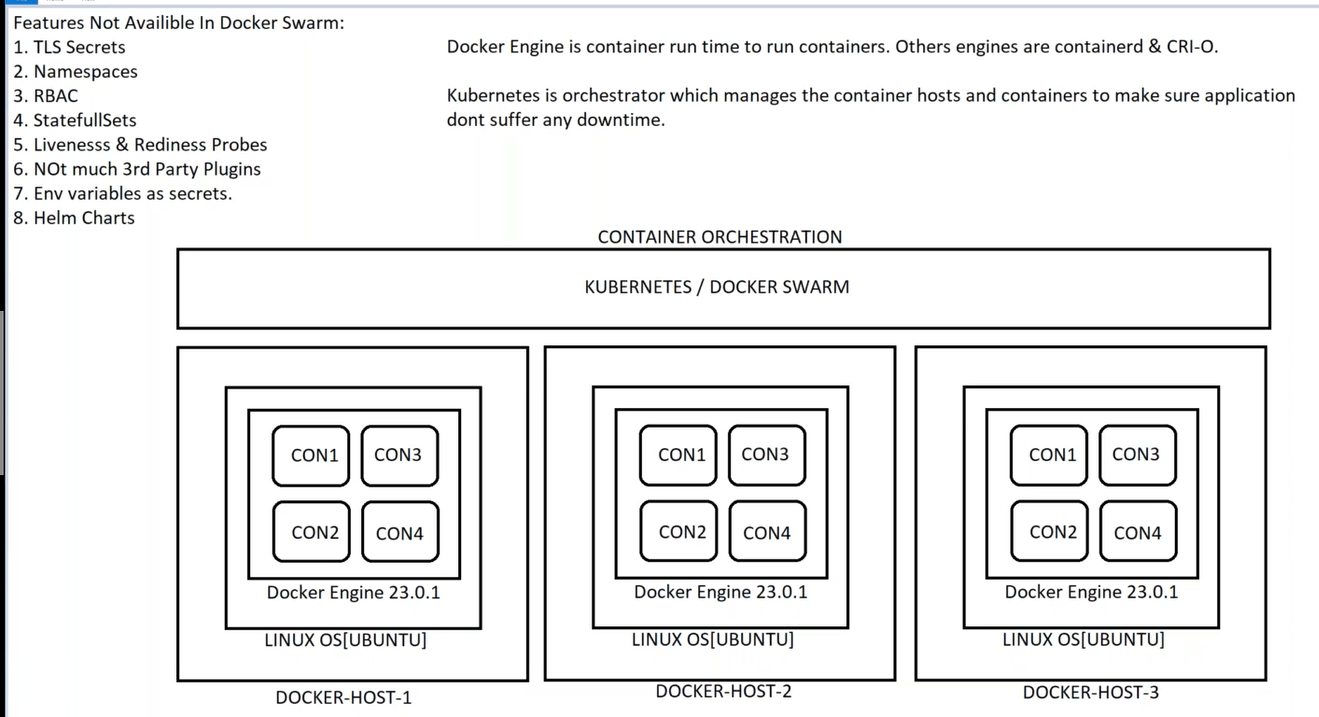 Features Not Availible In Docker Swarm:
1. TLS Secrets
2. Namespaces
3. RBAC
4. StatefullSets
5. Livenesss & Rediness Probes
6. NOt much 3rd Party Plugins
7. Env variables as secrets.
8. Helm Charts
Docker Engine is container run time to run containers. Others engines are containerd & CRI-O.
Kubernetes is orchestrator which manages the container hosts and containers to make sure application
dont suffer any downtime.
CONTAINER ORCHESTRATION
KUBERNETES / DOCKER SWARM
CON1 CON3
CON2 CON4
Docker Engine 23.0.1
LINUX OS[UBUNTU]
DOCKER-HOST-1
CON1 CON3
CON2 CON4
Docker Engine 23.0.1
LINUX OS[UBUNTU]
DOCKER-HOST-2
CON1 CON3
CON2 CON4
Docker Engine 23.0.1
LINUX OS[UBUNTU]
DOCKER-HOST-3